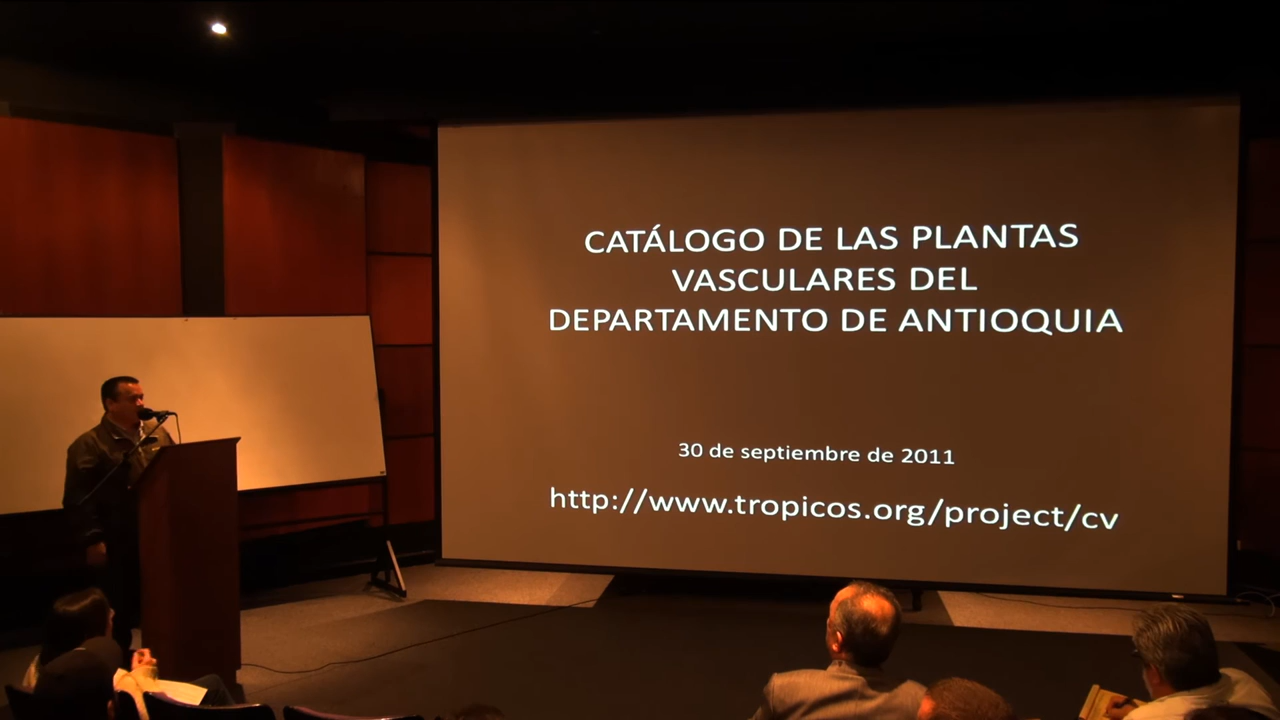 CATÁLOGO DE LAS PLANTAS
VASCULARES DEL
DEPARTAMENTO DE ANTIOQUIA
30 de septiembre de 2011
http://www.tropicos.org/project/cv